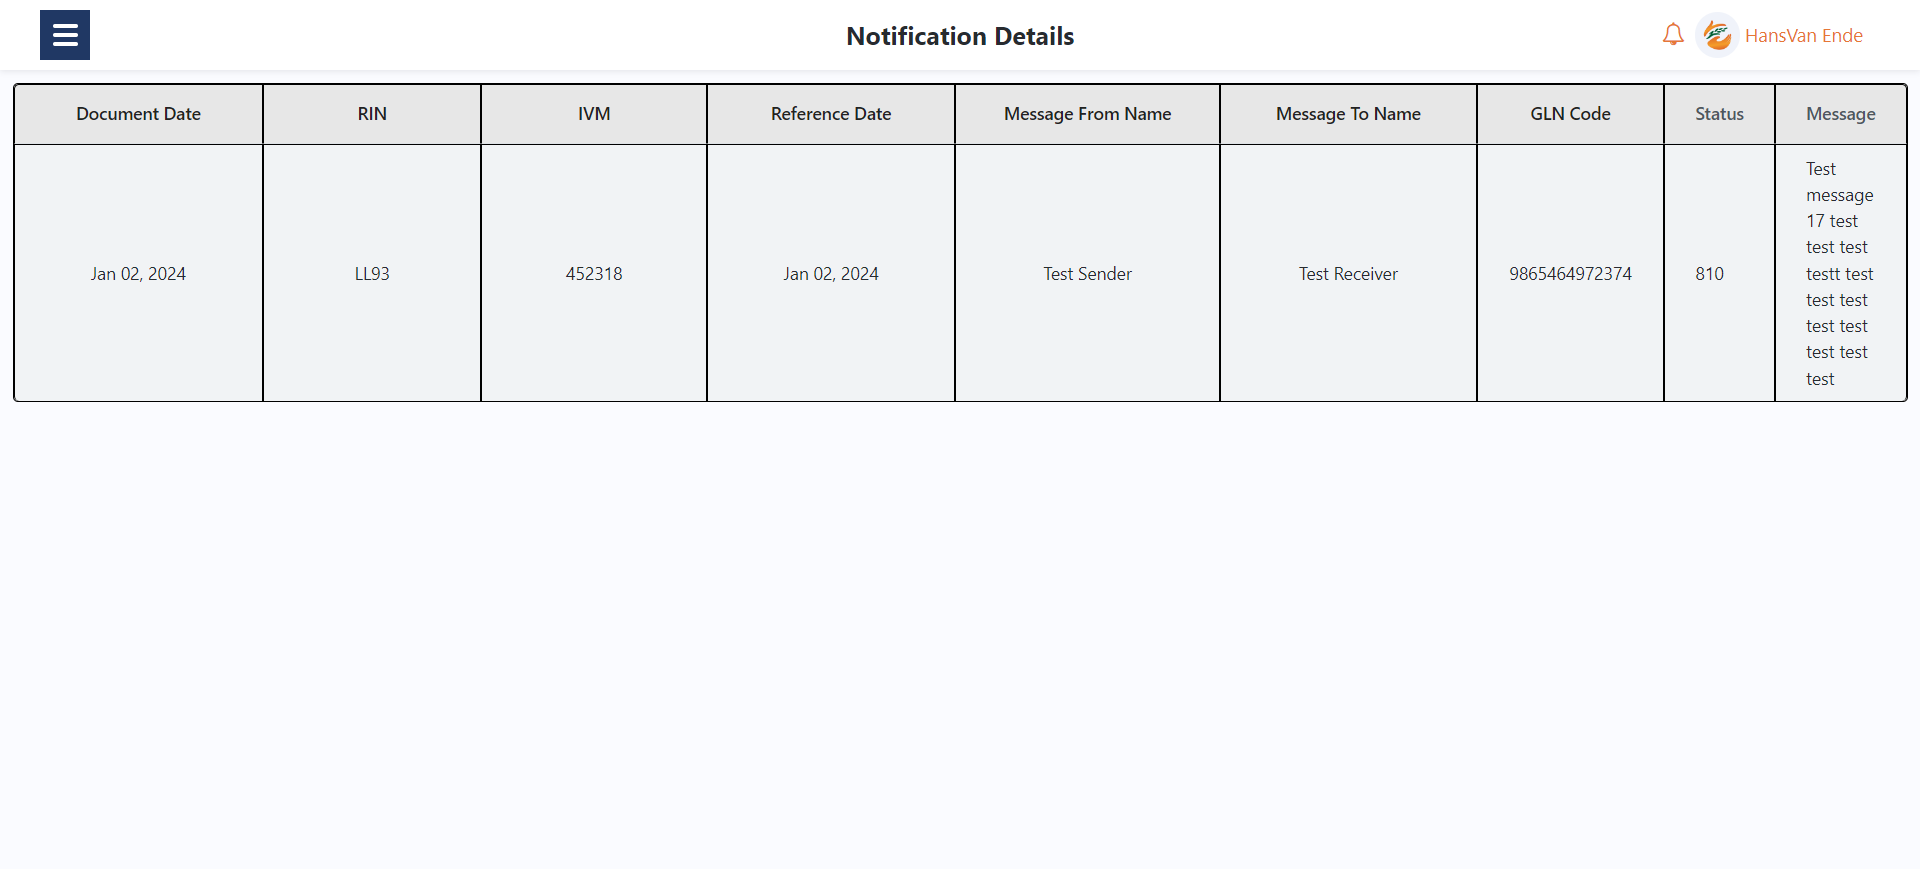 Notification Details
HansVan Ende
Document Date RIN IVM Reference Date Message From Name Message To Name GLN Code Status Message
Jan 02, 2024 LL93 452318 Jan 02, 2024 Test Sender Test Receiver 9865464972374 810
Test
message
17 test
test test
testt test
test test
test test
test test
test